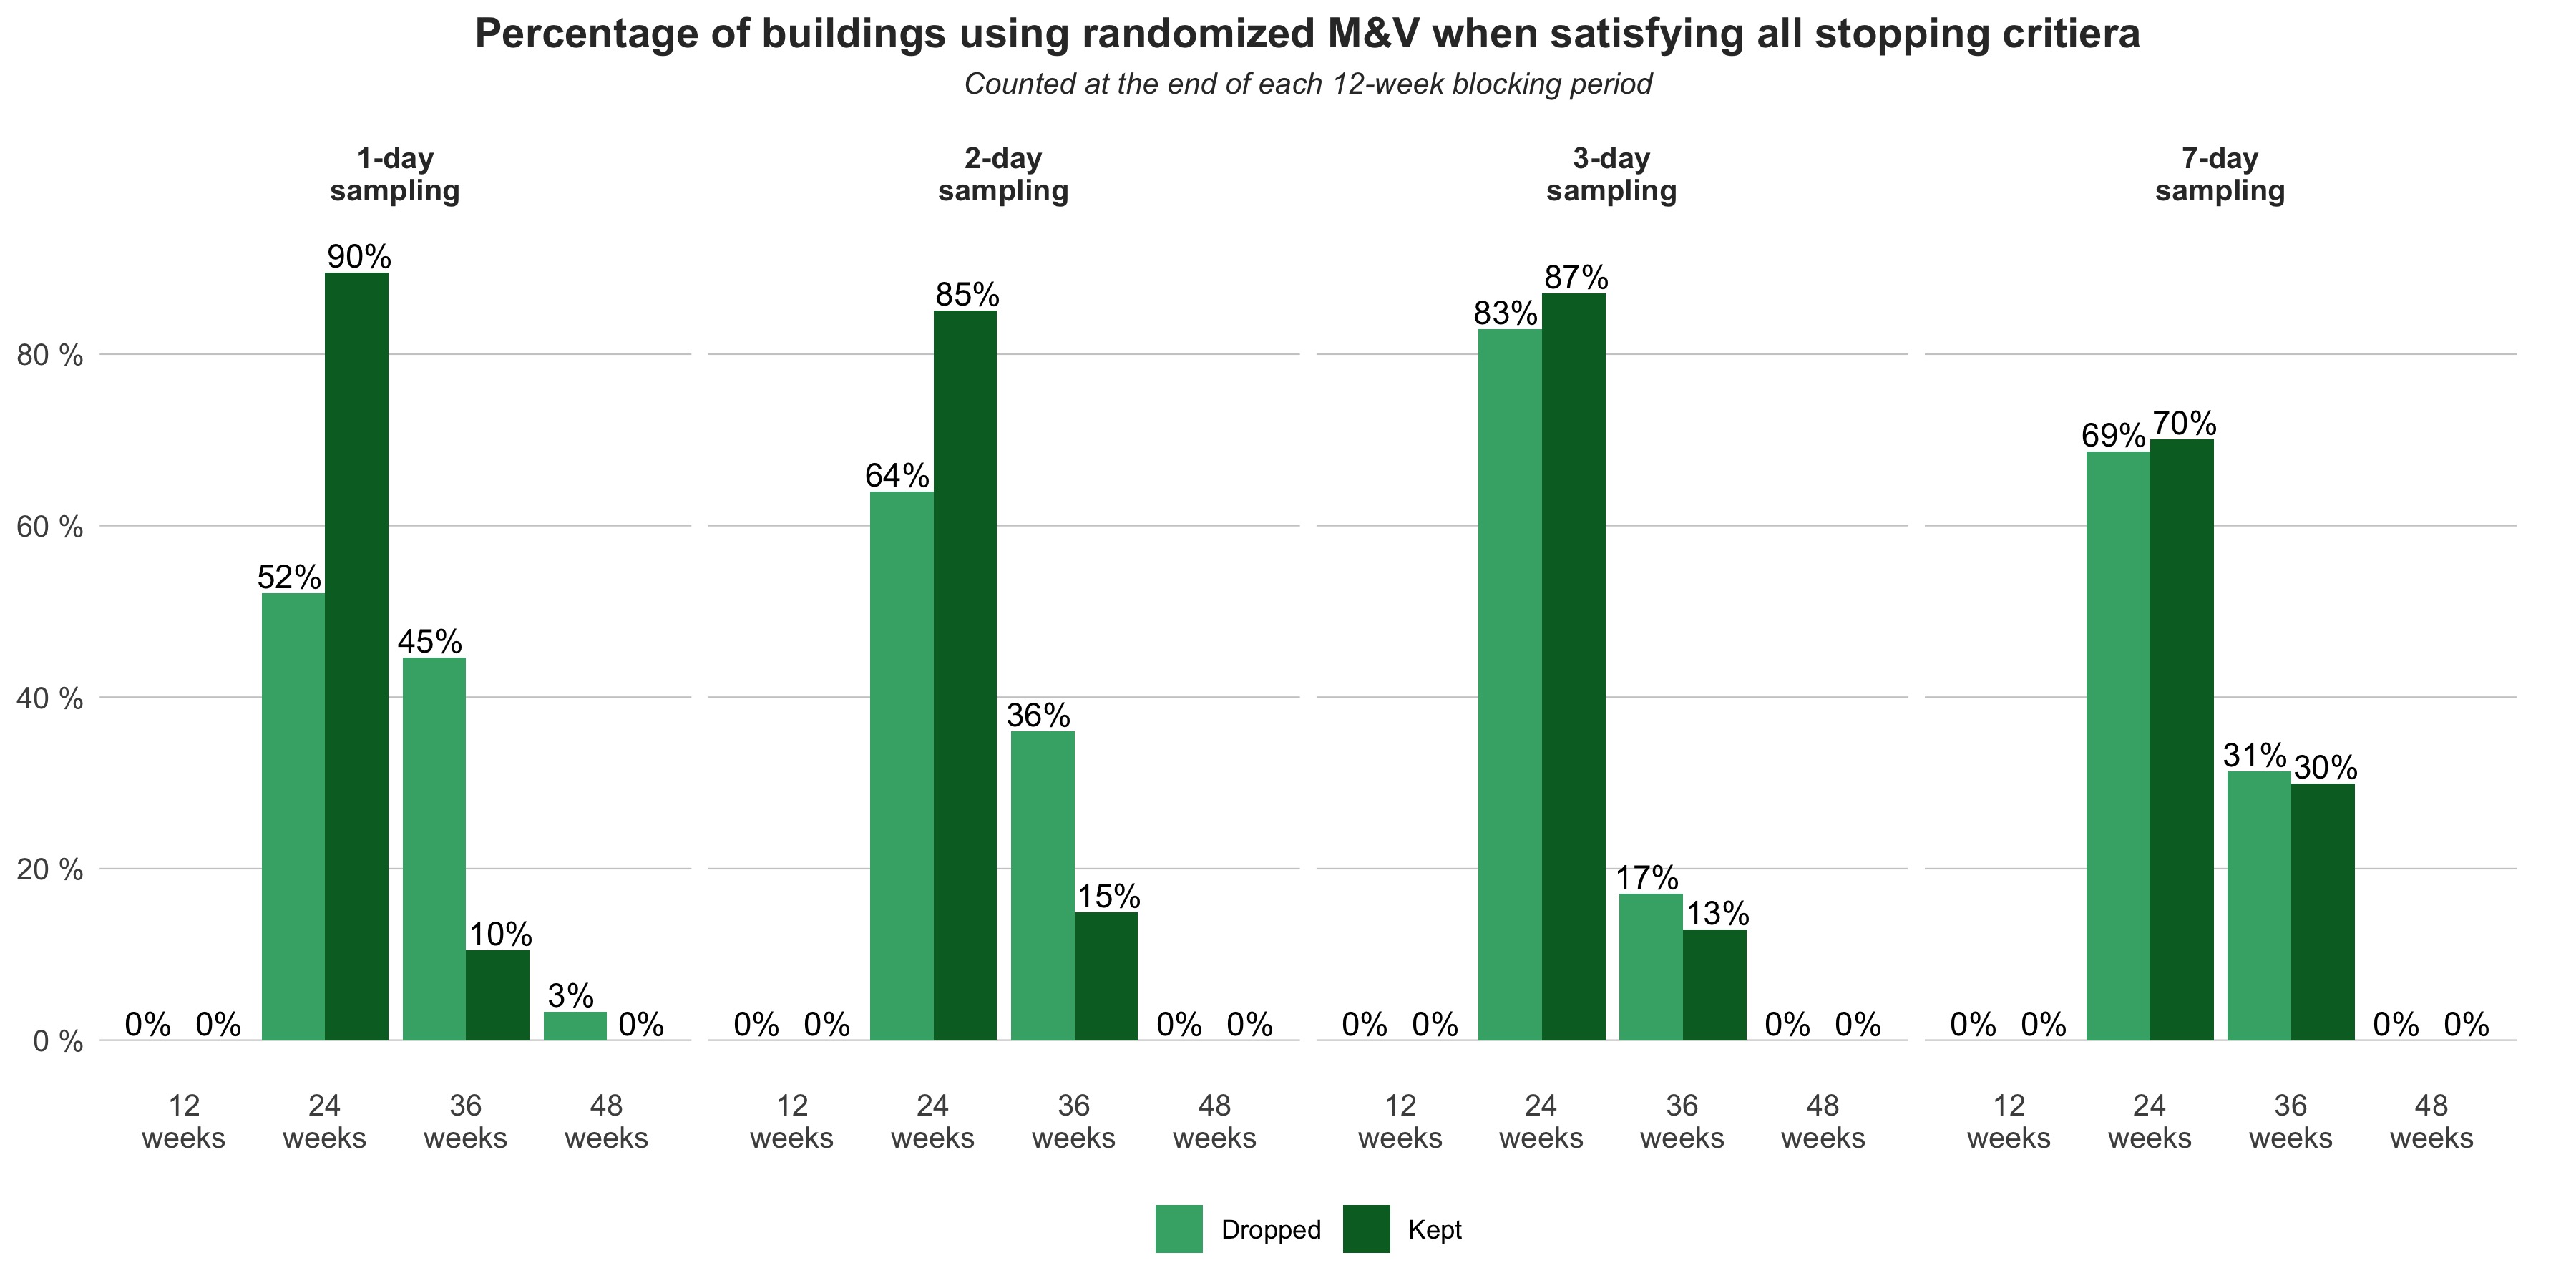 Percentage of buildings using randomized M&V when satisfying all stopping critiera
Counted at the end of each 12-week blocking period
1-day
sampling
2-day
sampling
3-day
sampling
7-day
sampling
80 %
60 %
40 %
20 %
0 %
0%
0%
52%
90%
45%
10%
3%
0%
0%
0%
64%
85%
36%
15%
0%
0%
0%
0%
83%
87%
17%
13%
0%
0%
0%
0%
69%
70%
31%
30%
0%
0%
12
weeks
24
weeks
36
weeks
48
weeks
12
weeks
24
weeks
36
weeks
48
weeks
12
weeks
24
weeks
36
weeks
48
weeks
12
weeks
24
weeks
36
weeks
48
weeks
Dropped
Kept